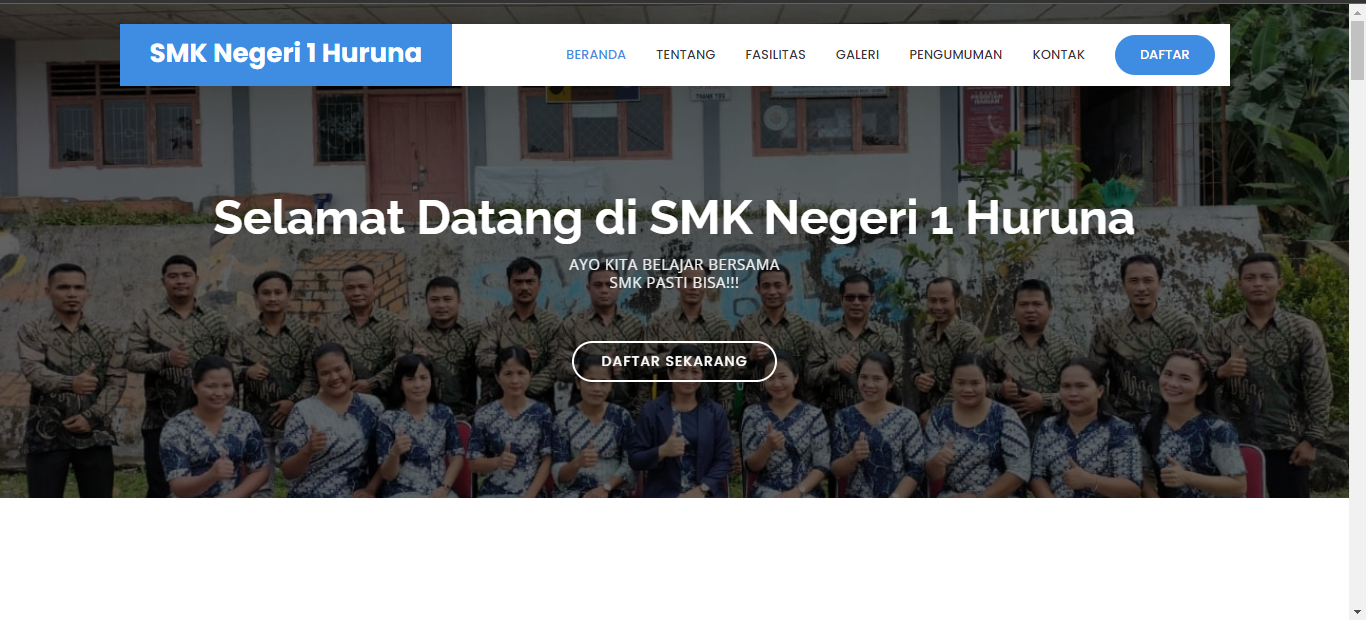 SMK Negeri 1 Huruna
BERANDA TENTANG FASILITAS GALERI PENGUMUMAN KONTAK DAFTAR
Selamat Datang di SMK Negeri 1 Huruna
AYO KITA BELAJAR BERSAMA
SMK PASTI BISA!!!
DAFTAR SEKARANG